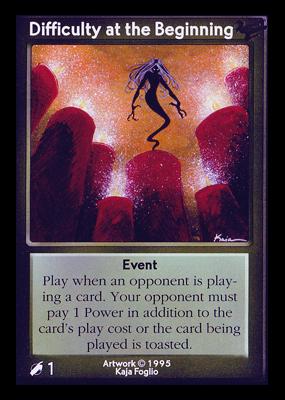 Difficulty at the Beginning
Kaja
Event
Play when an opponent is play-
ing a card. Your opponent must
pay 1 Power in addition to the
card's play cost or the card being
played is toasted.
1
Artwork © 1995
Kaja Foglio